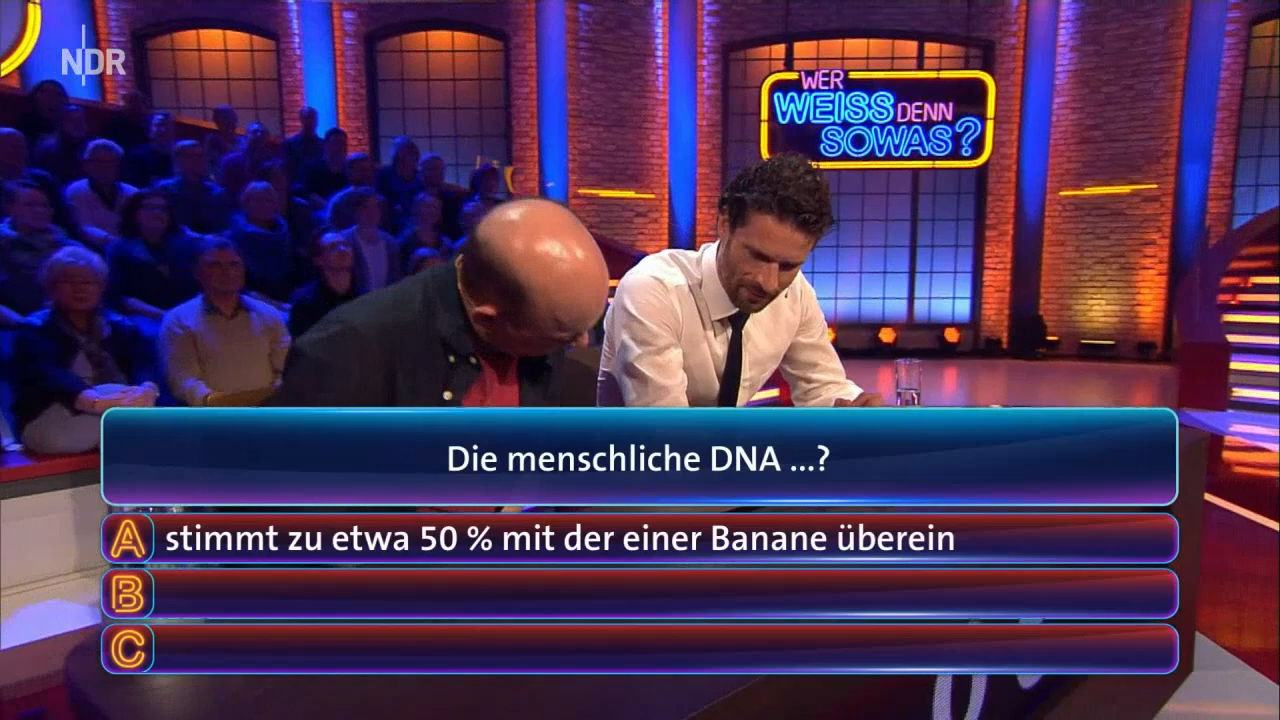 NDR
WER
WEISS DENN
SOWAS?
Die menschliche DNA ...?
A stimmt zu etwa 50 % mit der einer Banane überein
B
C